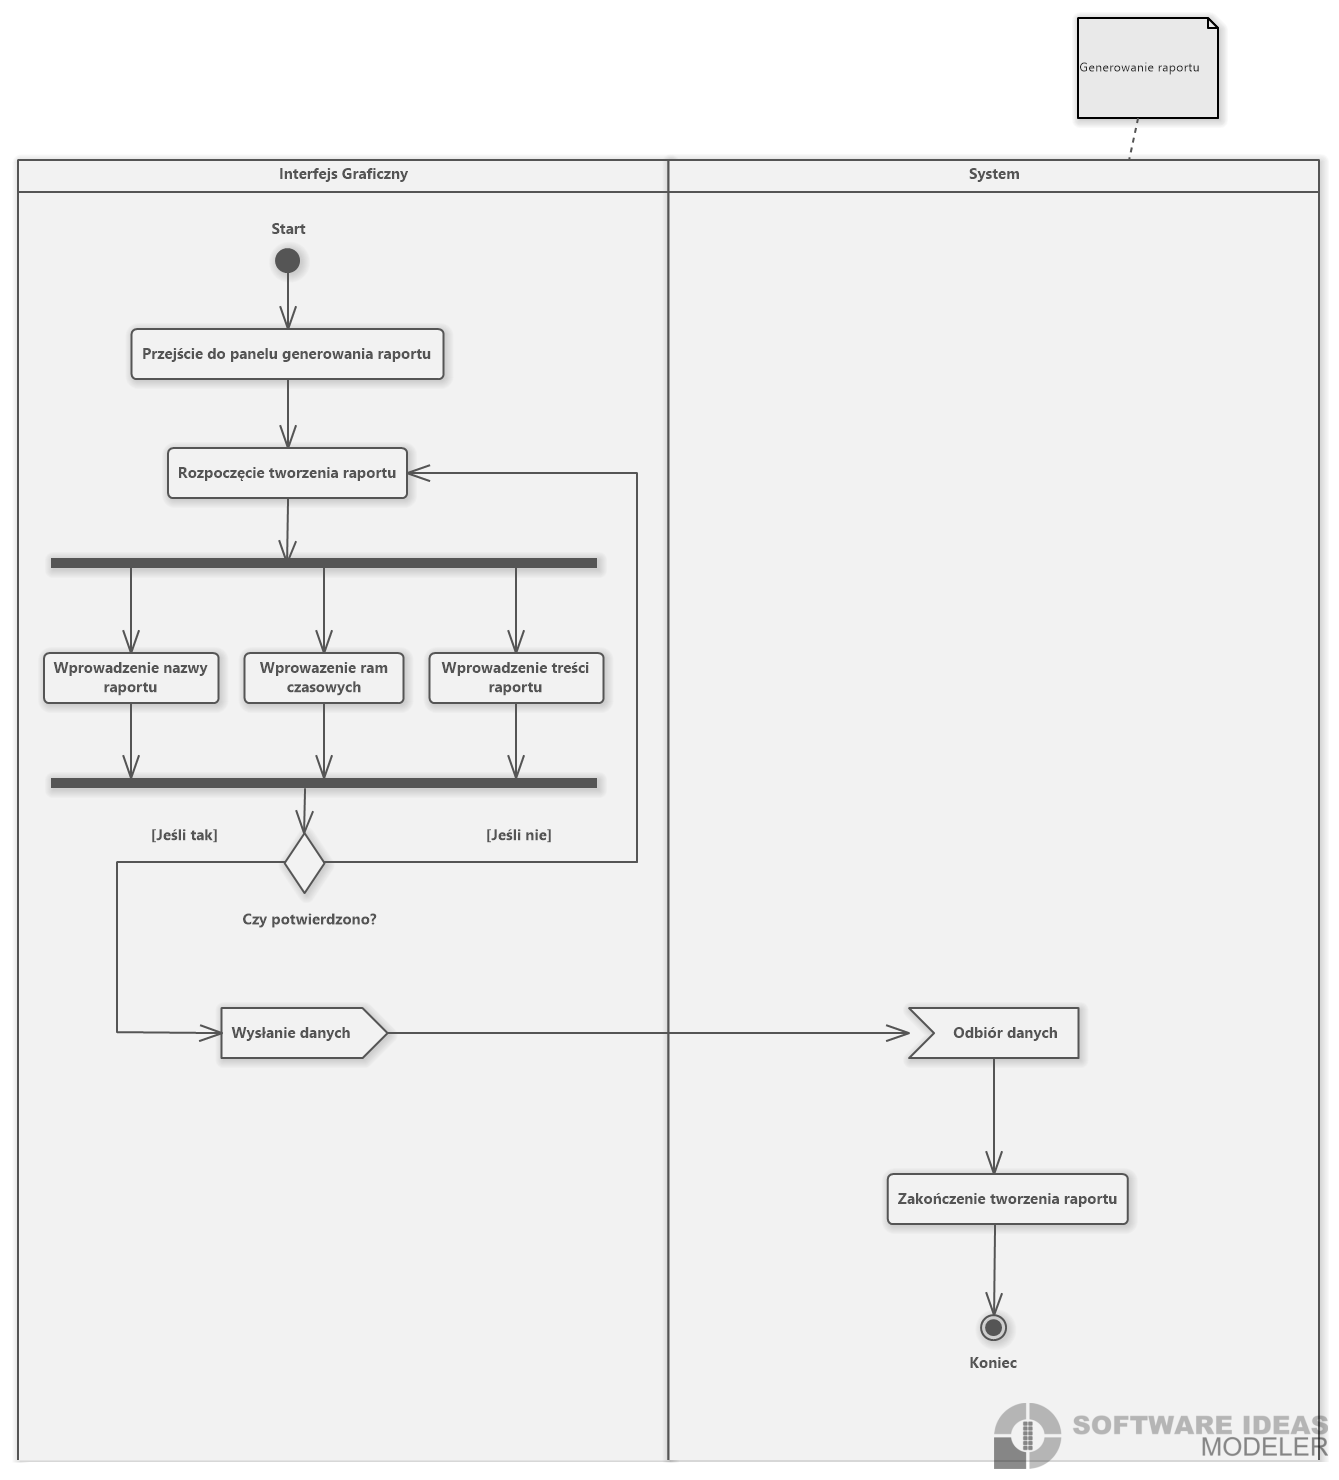 Generowanie raportu
Interfejs Graficzny
System
Start
Przejście do panelu generowania raportu
Rozpoczęcie tworzenia raportu
Wprowadzenie nazwy
raportu
Wprowazenie ram
czasowych
Wprowadzenie treści
raportu
[Jeśli tak]
[Jeśli nie]
Czy potwierdzono?
Wysłanie danych
Odbiór danych
Zakończenie tworzenia raportu
Koniec
SOFTWARE IDEAS
MODELER